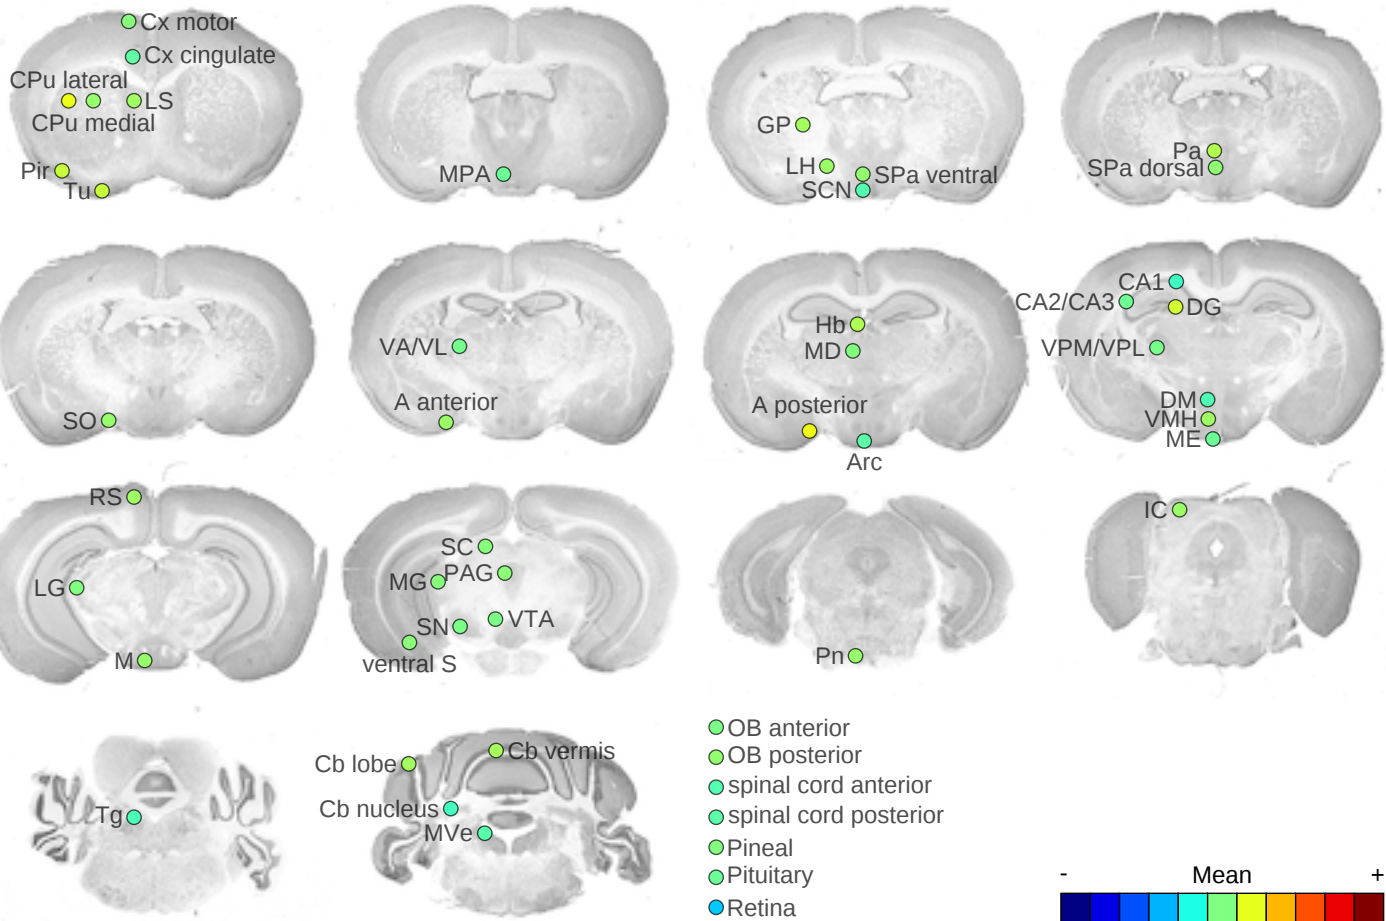 Cx motor
Cx cingulate
CPu lateral
LS
CPu medial
Pir
Tu
MPA
GP
LH
SPa ventral
SCN
Pa
SPa dorsal
SO
VA/VL
A anterior
Hb
MD
A posterior
Arc
CA1
CA2/CA3
DG
VPM/VPL
DM
VMH
ME
RS
LG
M
SC
PAG
MG
VTA
SN
ventral S
Pn
IC
Tg
Cb vermis
Cb lobe
Cb nucleus
MVe
OB anterior
OB posterior
spinal cord anterior
spinal cord posterior
Pineal
Pituitary
Retina
- Mean +